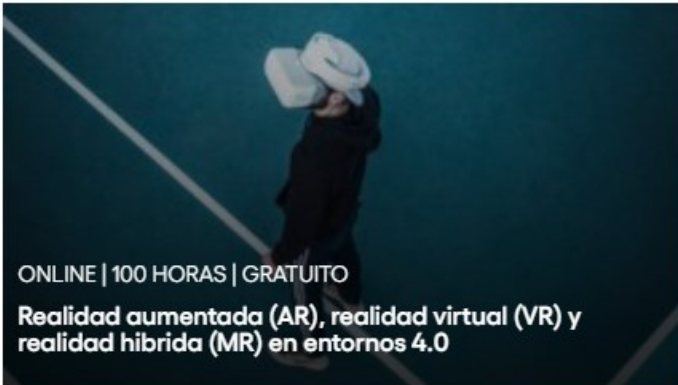 ONLINE | 100 HORAS | GRATUITO
Realidad aumentada (AR), realidad virtual (VR) y
realidad hibrida (MR) en entornos 4.0